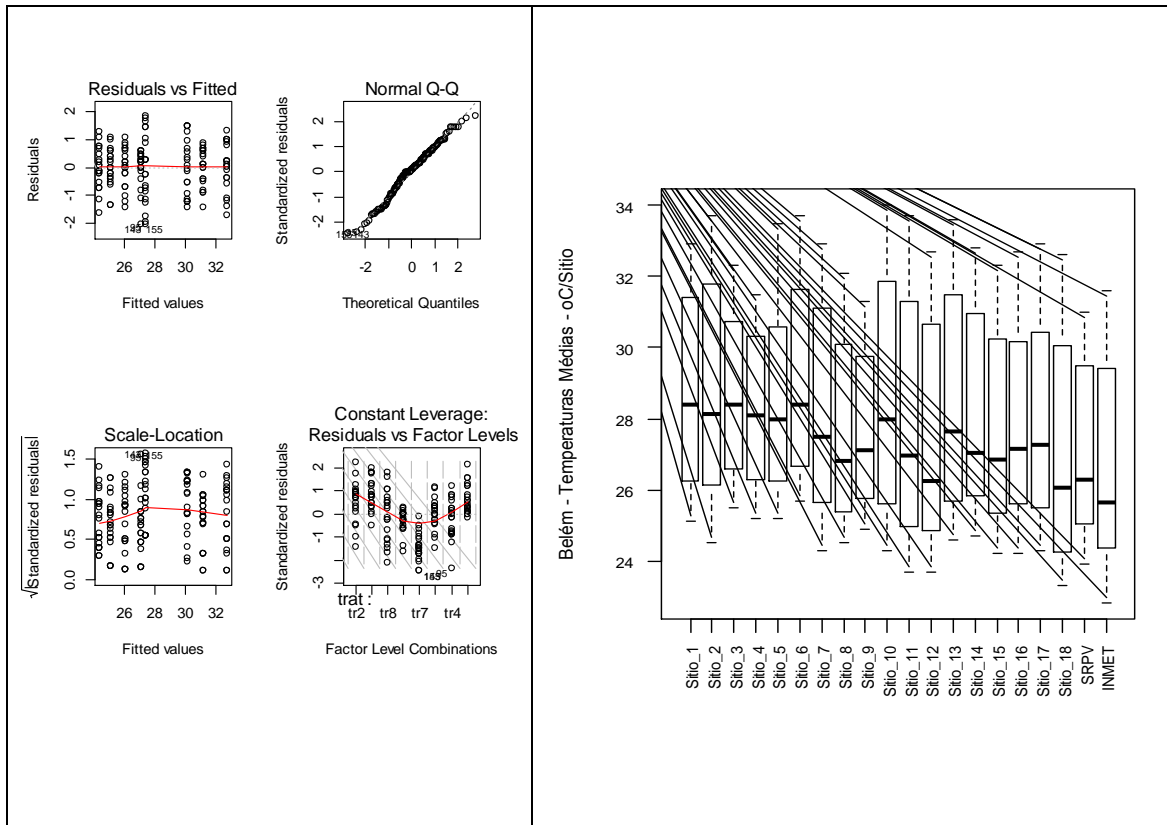 Residuals vs Fitted
Residuals
2
1
0
-1
-2
155
26 28 30 32
Fitted values
Normal Q-Q
Standardized residuals
2
1
0
-1
-2
-2 0 1 2
Theoretical Quantiles
Scale-Location
√|Standardized residuals|
1.5
1.0
0.5
0.0
155
26 28 30 32
Fitted values
Constant Leverage:
Residuals vs Factor Levels
Standardized residuals
2
1
0
-1
-3
trat :
tr2 tr8 tr7 tr4
Factor Level Combinations
Belém - Temperaturas Médias - oC/Sitio
34
32
30
28
26
24
Sitio_1
Sitio_2
Sitio_3
Sitio_4
Sitio_5
Sitio_6
Sitio_7
Sitio_8
Sitio_9
Sitio_10
Sitio_11
Sitio_12
Sitio_13
Sitio_14
Sitio_15
Sitio_16
Sitio_17
Sitio_18
SRPV
INMET